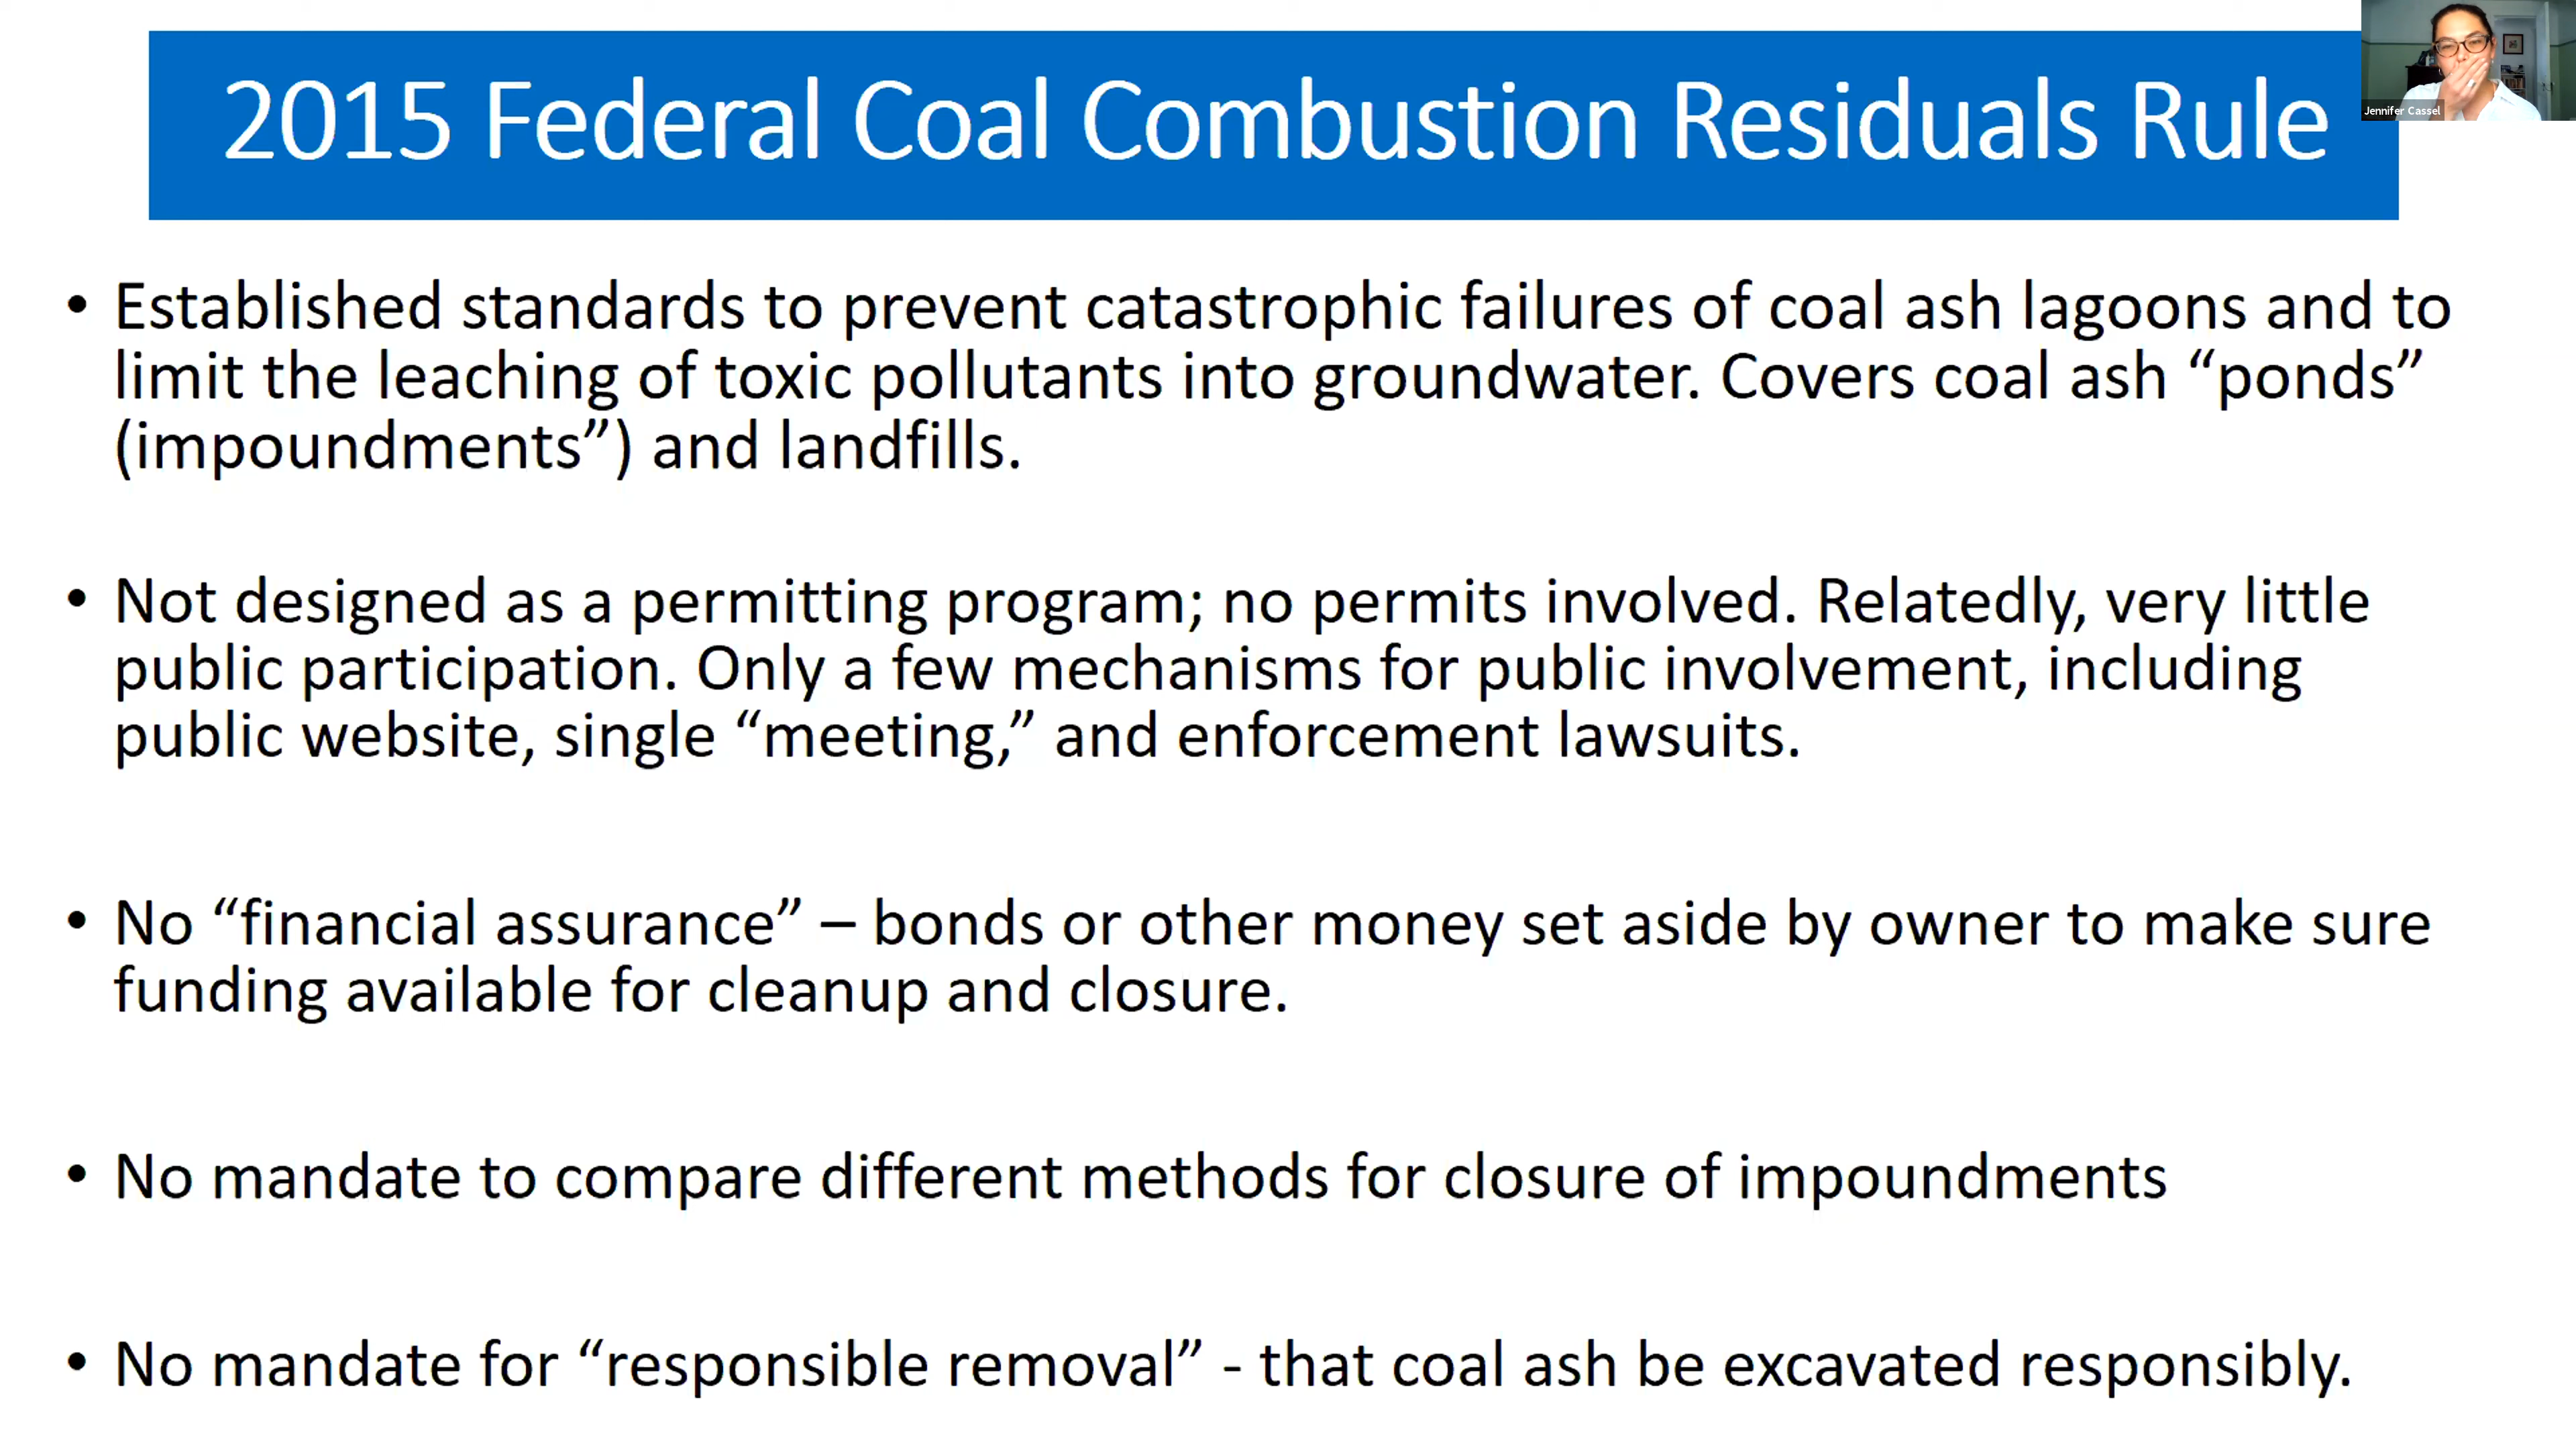 2015 Federal Coal Combustion Residuals Rule
Jennifer Cassel
• Established standards to prevent catastrophic failures of coal ash lagoons and to
limit the leaching of toxic pollutants into groundwater. Covers coal ash “ponds”
(impoundments”) and landfills.
• Not designed as a permitting program; no permits involved. Relatedly, very little
public participation. Only a few mechanisms for public involvement, including
public website, single “meeting,” and enforcement lawsuits.
• No “financial assurance” – bonds or other money set aside by owner to make sure
funding available for cleanup and closure.
• No mandate to compare different methods for closure of impoundments
• No mandate for “responsible removal” - that coal ash be excavated responsibly.